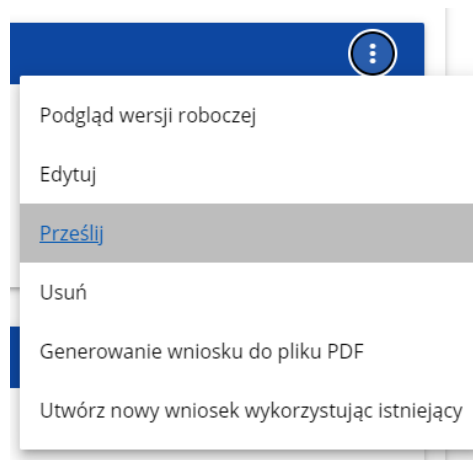 Podgląd wersji roboczej
Edytuj
Prześlij
Usuń
Generowanie wniosku do pliku PDF
Utwórz nowy wniosek wykorzystując istniejący